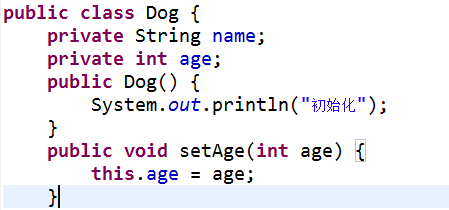 public class Dog {
    private String name;
    private int age;
    public Dog() {
        System.out.println("初始化");
    }
    public void setAge(int age) {
        this.age = age;
    }